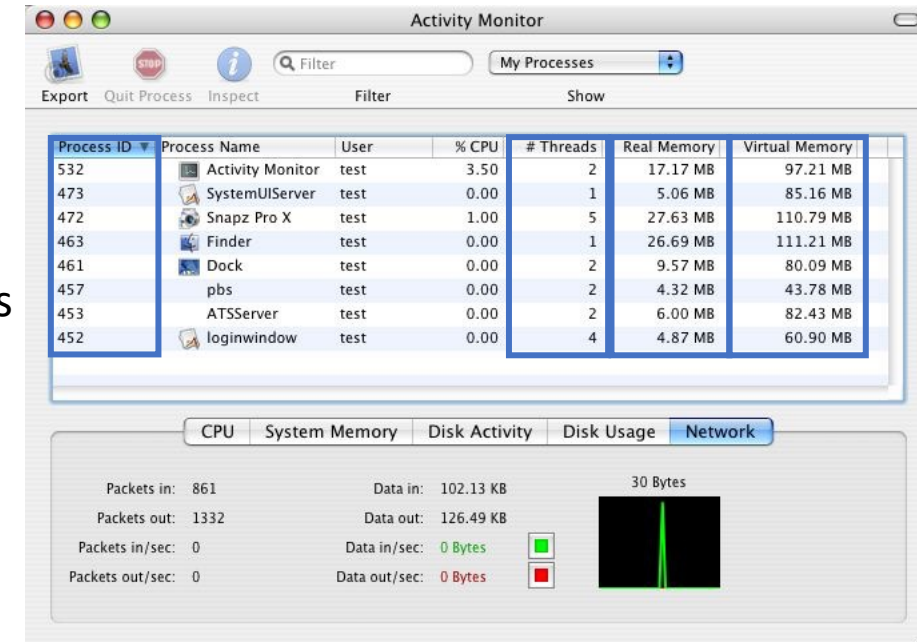 Activity Monitor
STOP
Filter
My Processes
Export Quit Process Inspect Filter Show
Process ID Process Name User % CPU # Threads Real Memory Virtual Memory
532 Activity Monitor test 3.50 2 17.17 MB 97.21 MB
473 SystemUIServer test 0.00 1 5.06 MB 85.16 MB
472 Snapz Pro X test 1.00 5 27.63 MB 110.79 MB
463 Finder test 0.00 1 26.69 MB 111.21 MB
461 Dock test 0.00 2 9.57 MB 80.09 MB
457 pbs test 0.00 2 4.32 MB 43.78 MB
s
453 ATSServer test 0.00 2 6.00 MB 82.43 MB
452 loginwindow test 0.00 4 4.87 MB 60.90 MB
CPU System Memory Disk Activity Disk Usage Network
Packets in: 861 Data in: 102.13 KB 30 Bytes
Packets out: 1332 Data out: 126.49 KB
Packets in/sec: 0 Data in/sec: 0 Bytes
Packets out/sec: 0 Data out/sec: 0 Bytes